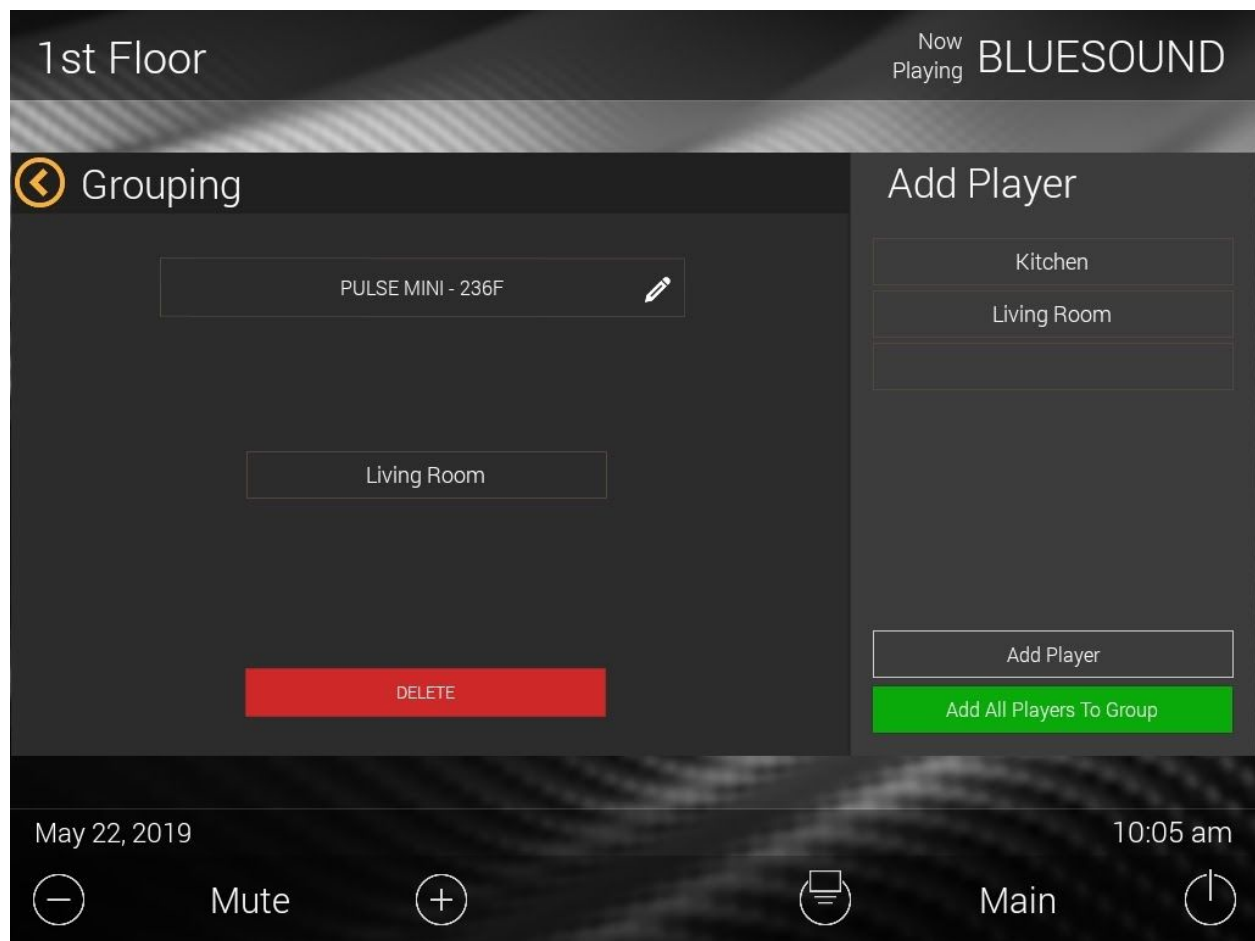 1st Floor
Now
Playing
BLUESOUND
Grouping
PULSE MINI - 236F
Living Room
DELETE
Add Player
Kitchen
Living Room
Add Player
Add All Players To Group
May 22, 2019
10:05 am
Mute
Main